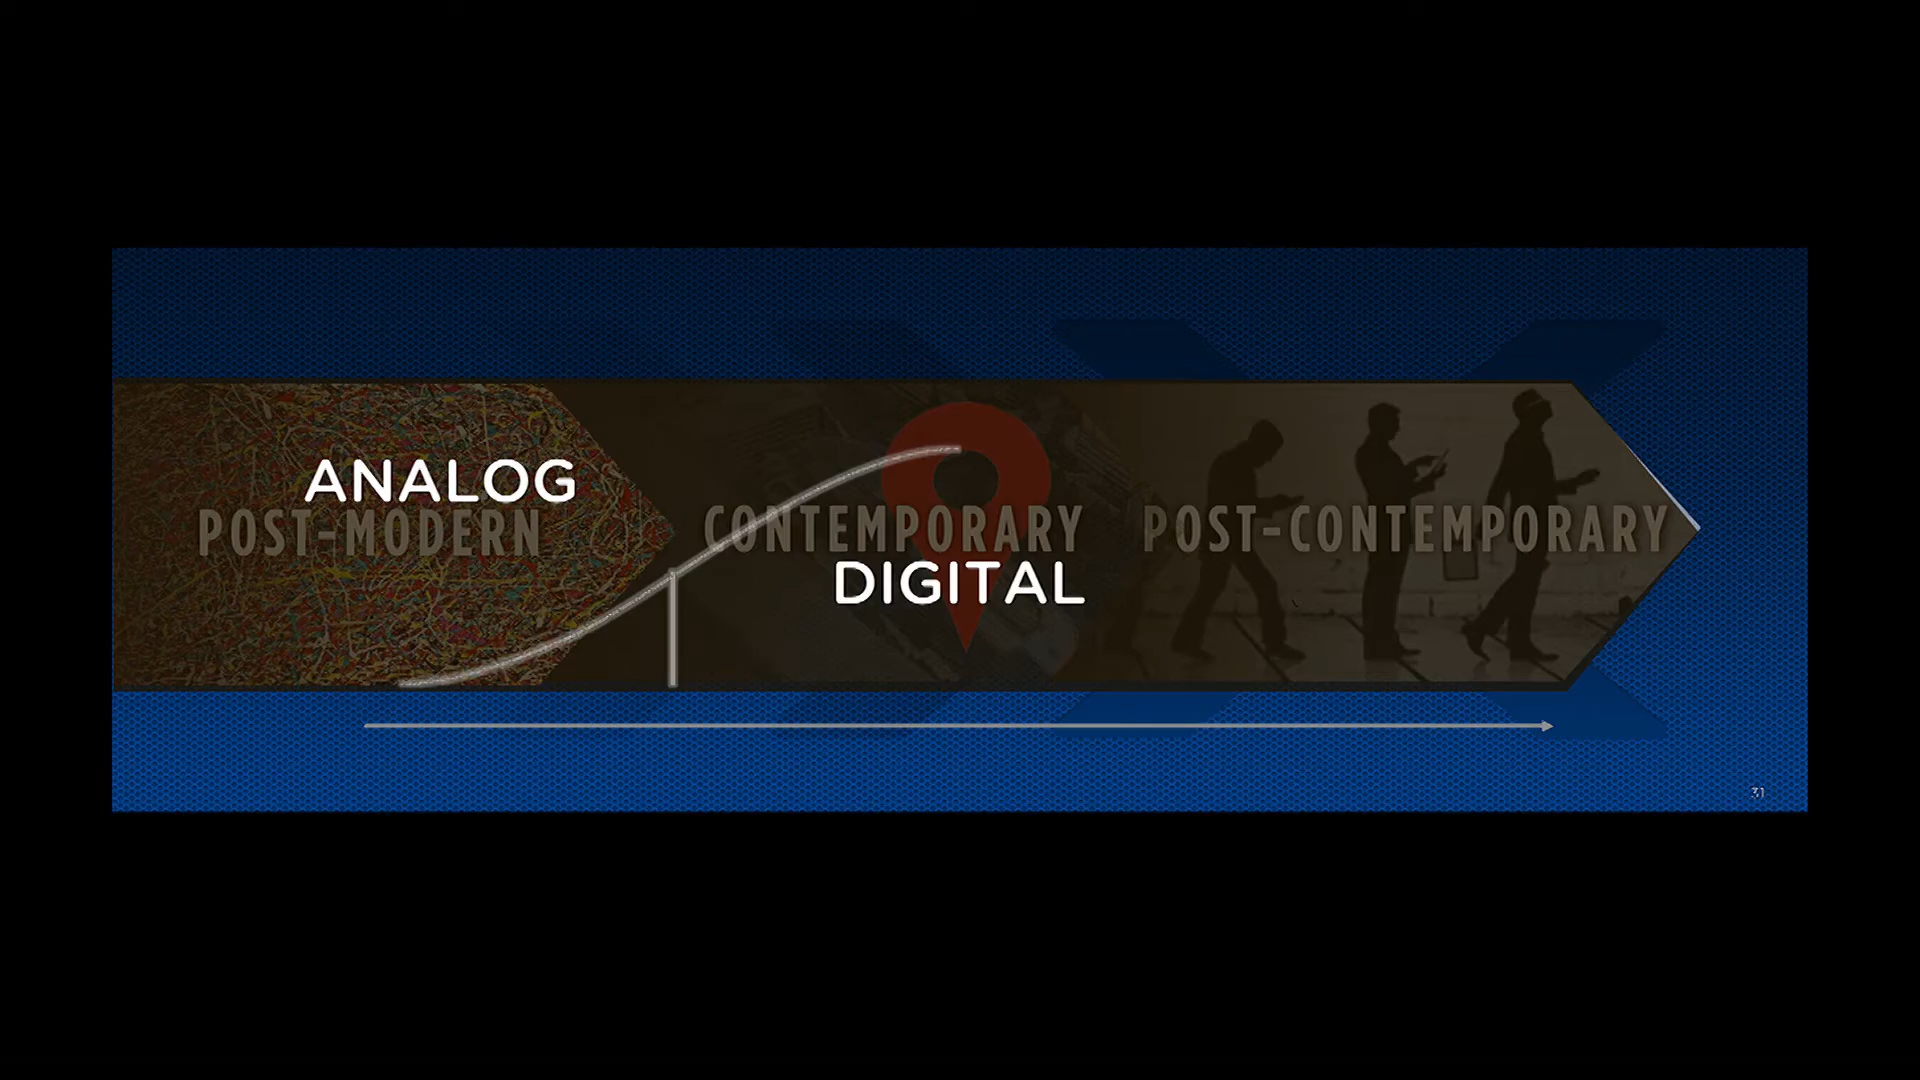 ANALOG
POST-MODERN
CONTEMPORARY
POST-CONTEMPORARY
DIGITAL
31